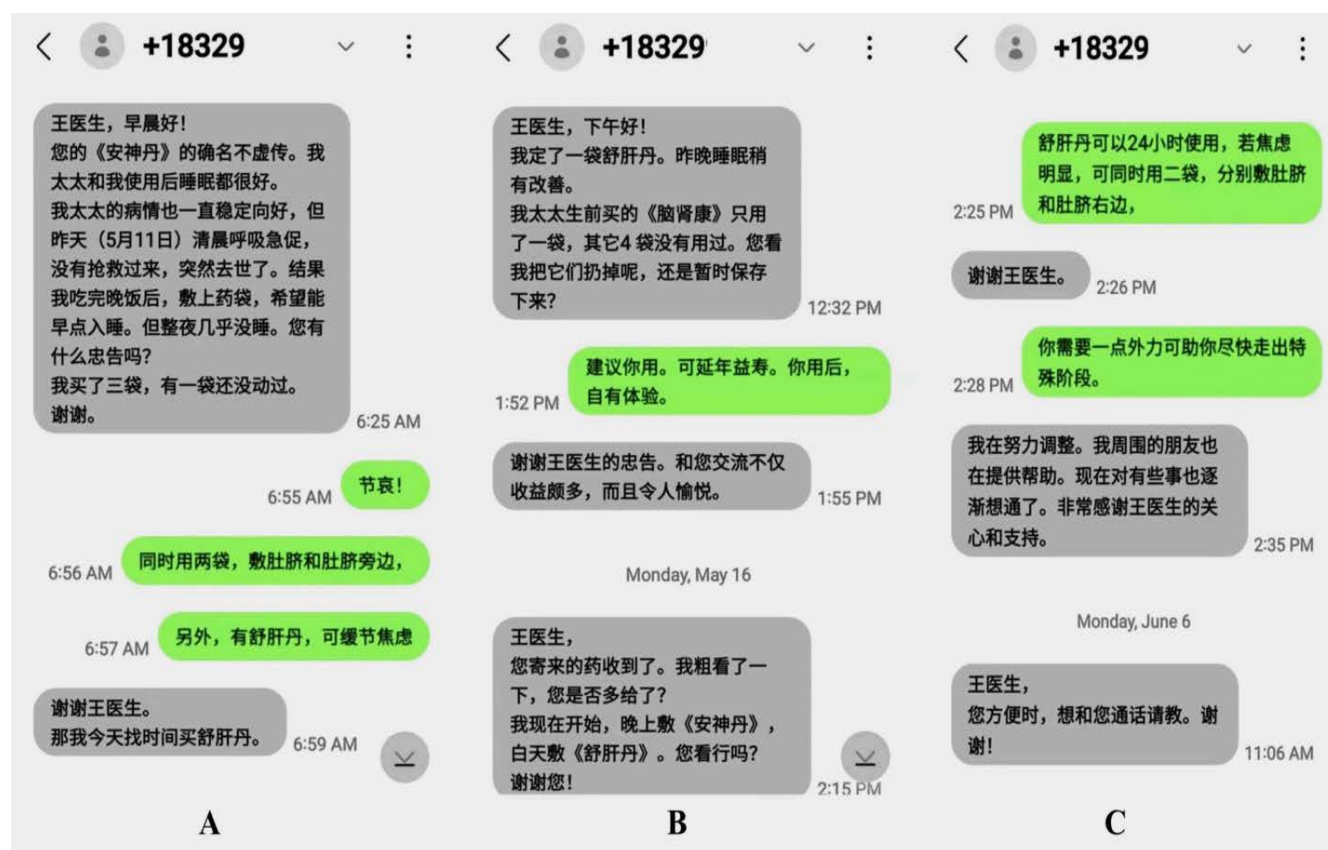 +18329
王医生，早晨好！
您的《安神丹》的确名不虚传。我
太太和我使用后睡眠都很好。
我太太的病情也一直稳定向好，但
昨天（5月11日）清晨呼吸急促，
没有抢救过来，突然去世了。结果
我吃完晚饭后，敷上药袋，希望能
早点入睡。但整夜几乎没睡。您有
什么忠告吗？
我买了三袋，有一袋还没动过。
谢谢。
6:25 AM
节哀！
6:55 AM
同时用两袋，敷肚脐和肚脐旁边，
6:56 AM
另外，有舒肝丹，可缓节焦虑
6:57 AM
谢谢王医生。
那我今天找时间买舒肝丹。
6:59 AM
A
+18329
王医生，下午好！
我定了一袋舒肝丹。昨晚睡眠稍
有改善。
我太太生前买的《脑肾康》只用
了一袋，其它4 袋没有用过。您看
我把它们扔掉呢，还是暂时保存
下来？
12:32 PM
建议你用。可延年益寿。你用后，
自有体验。
1:52 PM
谢谢王医生的忠告。和您交流不仅
收益颇多，而且令人愉悦。
1:55 PM
Monday, May 16
王医生，
您寄来的药收到了。我粗看了一
下，您是否多给了？
我现在开始，晚上敷《安神丹》，
白天敷《舒肝丹》。您看行吗？
谢谢您！
2:15 PM
B
+18329
舒肝丹可以24小时使用，若焦虑
明显，可同时用二袋，分别敷肚脐
和肚脐右边，
2:25 PM
谢谢王医生。
2:26 PM
你需要一点外力可助你尽快走出特
殊阶段。
2:28 PM
我在努力调整。我周围的朋友也
在提供帮助。现在对有些事也逐
渐想通了。非常感谢王医生的关
心和支持。
2:35 PM
Monday, June 6
王医生，
您方便时，想和您通话请教。谢
谢！
11:06 AM
C